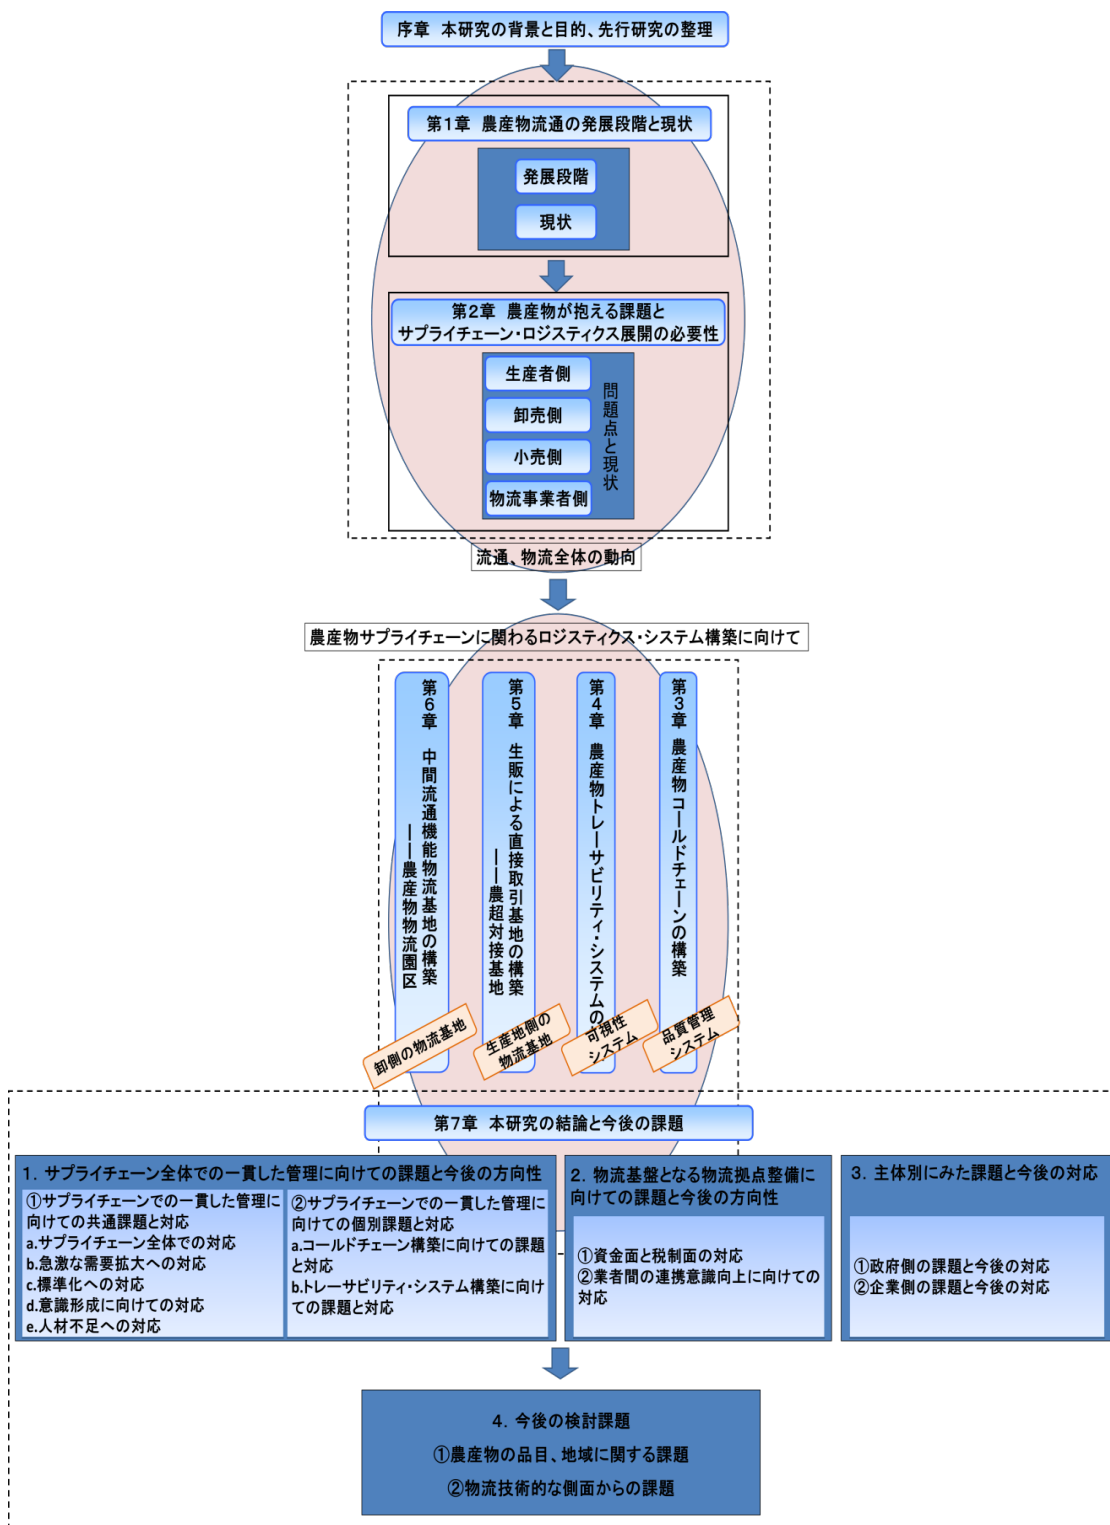 序章 本研究の背景と目的、先行研究の整理
第1章 農産物流通の発展段階と現状
発展段階
現状
第2章 農産物が抱える課題と
サプライチェーン・ロジスティクス展開の必要性
生産者側
卸売側
小売側
物流事業者側
問題点と現状
流通、物流全体の動向
農産物サプライチェーンに関わるロジスティクス・システム構築に向けて
第3章 農産物コールドチェーンの構築
品質管理
システム
第4章 農産物トレーサビリティ・システムの
可視性
システム
第5章 生販による直接取引基地の構築
――農超対接基地
生産地側の
物流基地
第6章 中間流通機能物流基地の構築
――農産物物流園区
卸側の物流基地
第7章 本研究の結論と今後の課題
1. サプライチェーン全体での一貫した管理に向けての課題と今後の方向性
①サプライチェーンでの一貫した管理に
向けての共通課題と対応
a.サプライチェーン全体での対応
b.急激な需要拡大への対応
c.標準化への対応
d.意識形成に向けての対応
e.人材不足への対応
②サプライチェーンでの一貫した管理に
向けての個別課題と対応
a.コールドチェーン構築に向けての課題
と対応
b.トレーサビリティ・システム構築に向け
ての課題と対応
2. 物流基盤となる物流拠点整備に
向けての課題と今後の方向性
①資金面と税制面の対応
②業者間の連携意識向上に向けての
対応
3. 主体別にみた課題と今後の対応
①政府側の課題と今後の対応
②企業側の課題と今後の対応
4. 今後の検討課題
①農産物の品目、地域に関する課題
②物流技術的な側面からの課題